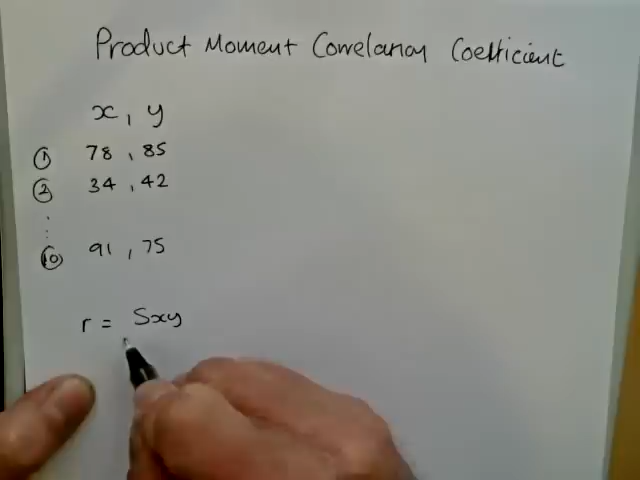 Product Moment Correlation Coefficient
x, y
① 78, 85
② 34, 42
⋮
⑩ 91, 75
r = Sxy